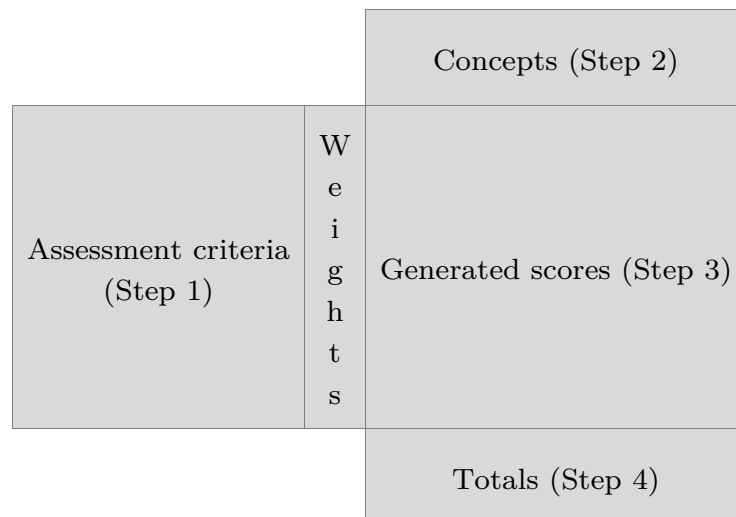 Concepts (Step 2)
Assessment criteria
(Step 1)
W
e
i
g
h
t
s
Generated scores (Step 3)
Totals (Step 4)